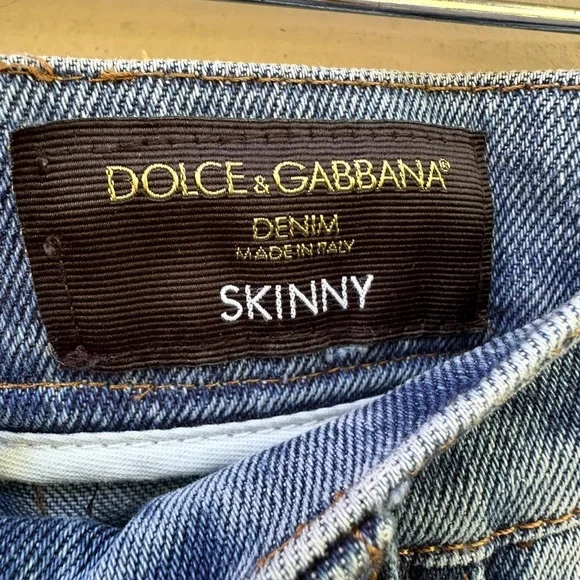 DOLCE & GABBANA®
DENIM
MADE IN ITALY
SKINNY